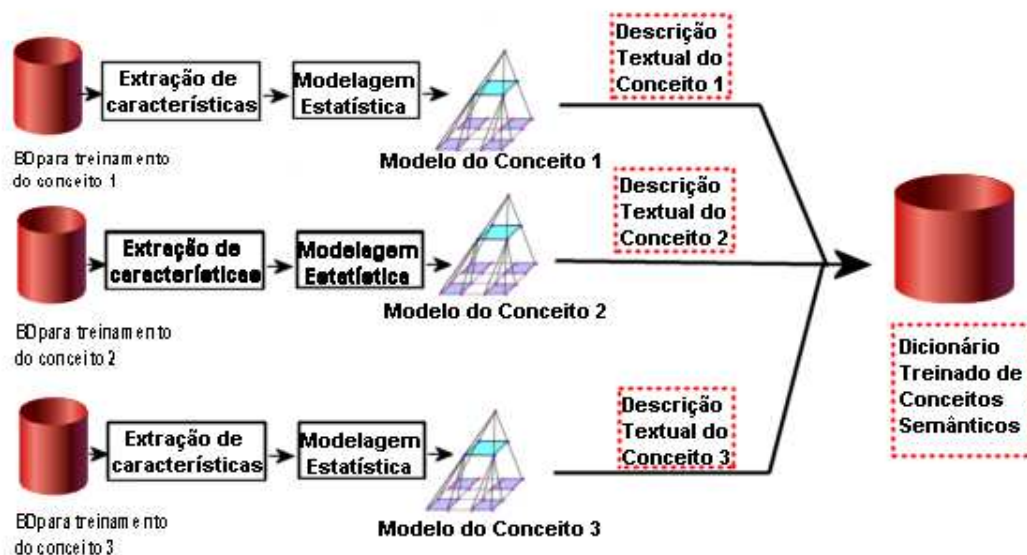 Descrição
Textual do
Conceito 1
Extração de
características
Modelagem
Estatística
Modelo do Conceito 1
BD para treinamento
do conceito 1
Descrição
Textual do
Conceito 2
Extração de
características
Modelagem
Estatística
Modelo do Conceito 2
BD para treinamento
do conceito 2
Dicionário
Treinado de
Conceitos
Semânticos
Descrição
Textual do
Conceito 3
Extração de
características
Modelagem
Estatística
Modelo do Conceito 3
BD para treinamento
do conceito 3